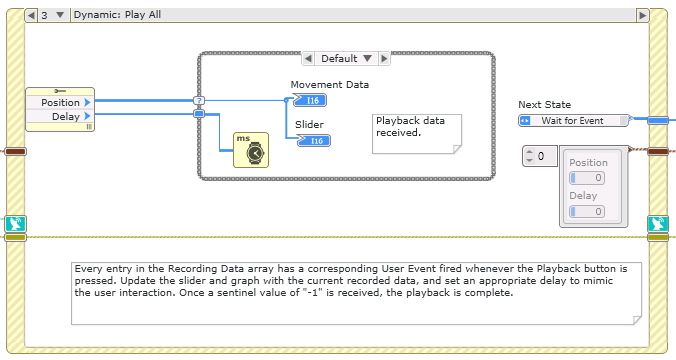 3 Dynamic: Play All
Default
Position
Delay
?
Movement Data
I16
Slider
I16
ms
Playback data
received.
Next State
Wait for Event
0
Position
0
Delay
0
Every entry in the Recording Data array has a corresponding User Event fired whenever the Playback button is
pressed. Update the slider and graph with the current recorded data, and set an appropriate delay to mimic
the user interaction. Once a sentinel value of "-1" is received, the playback is complete.